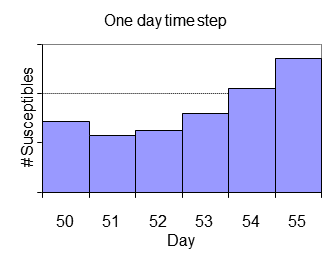 One day time step
#Susceptibles
50 51 52 53 54 55
Day